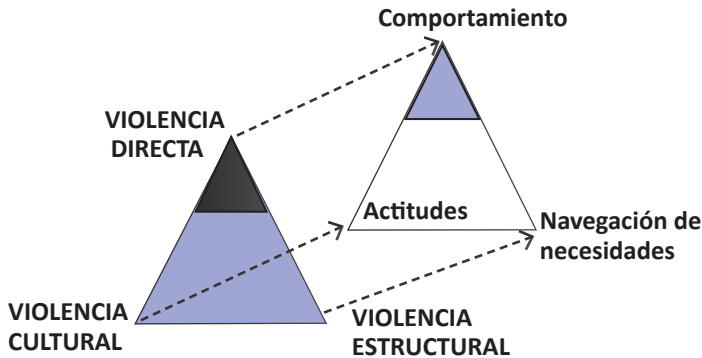 Comportamiento
VIOLENCIA
DIRECTA
Actitudes
Navegación de
necesidades
VIOLENCIA
CULTURAL
VIOLENCIA
ESTRUCTURAL